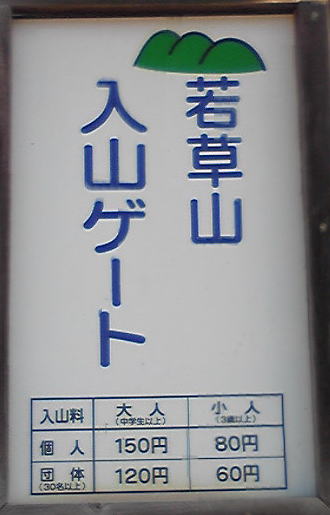 若草山
入山ゲート
入山料 大人 小人
(中学生以上) (3歳以上)
個人 150円 80円
団体 120円 60円
(30名以上)